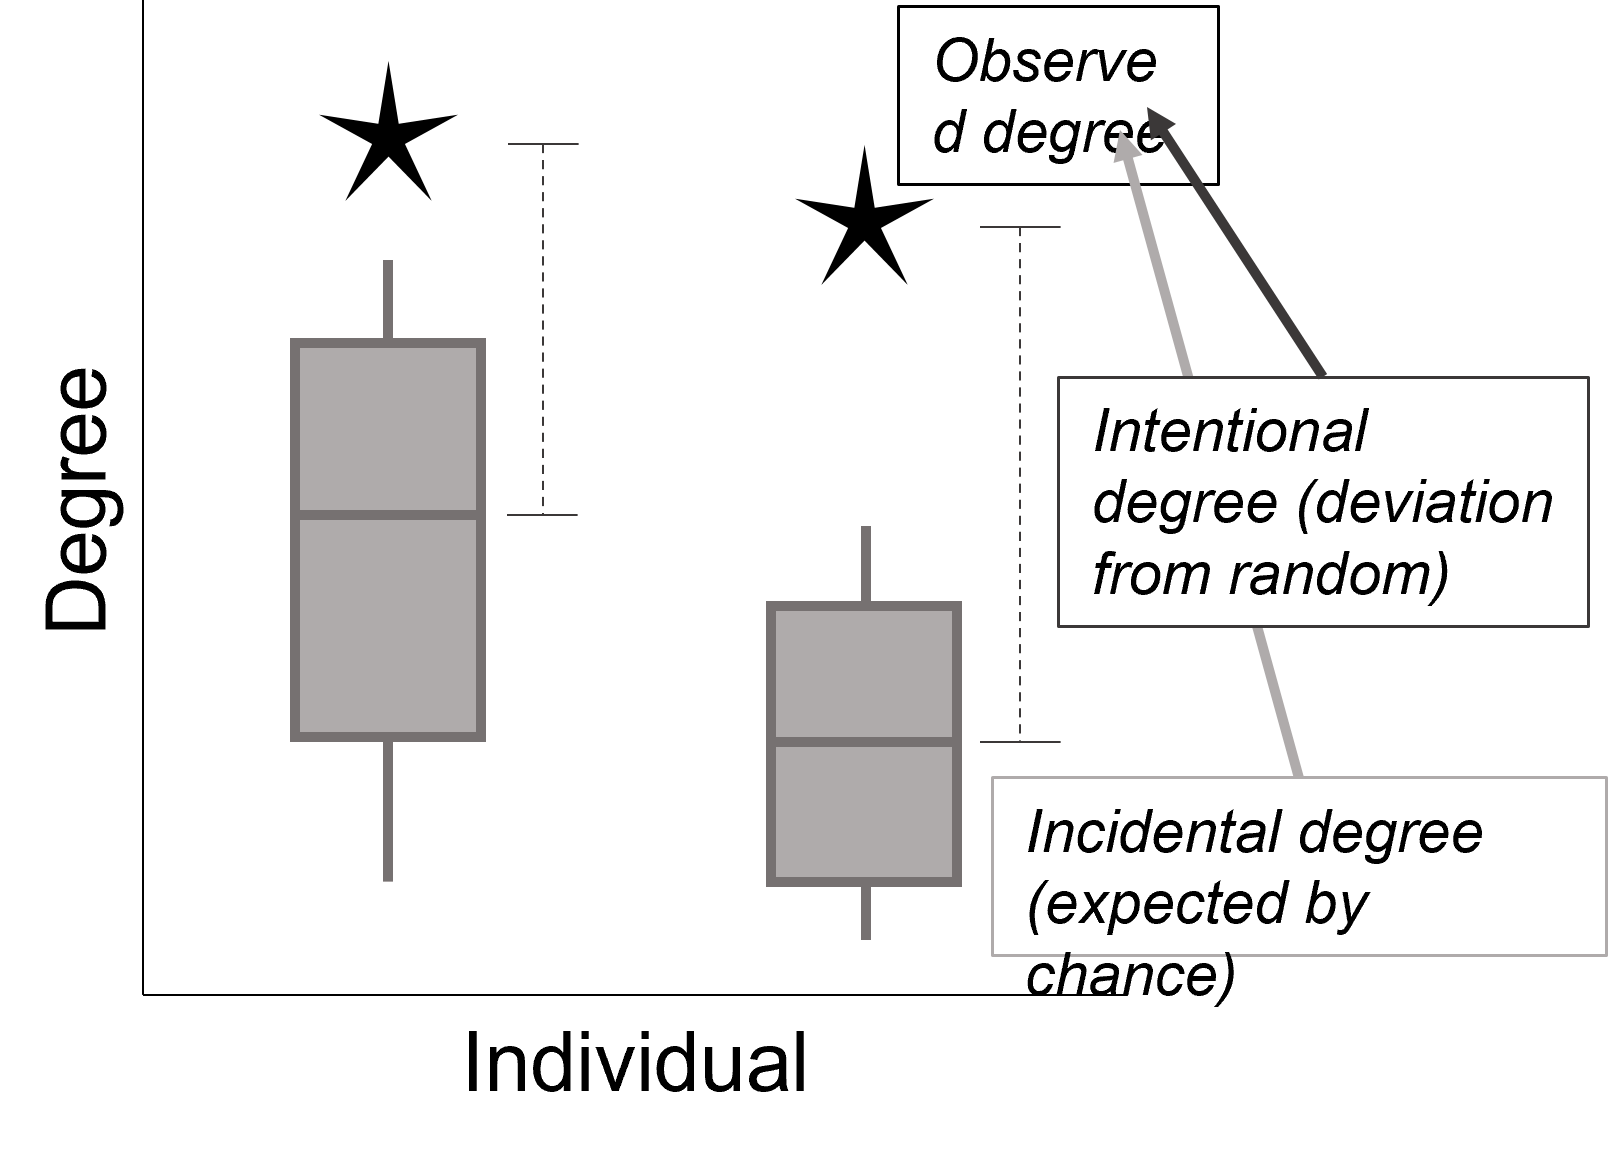 Observe
d degree
Degree
Intentional
degree (deviation
from random)
Incidental degree
(expected by
chance)
Individual